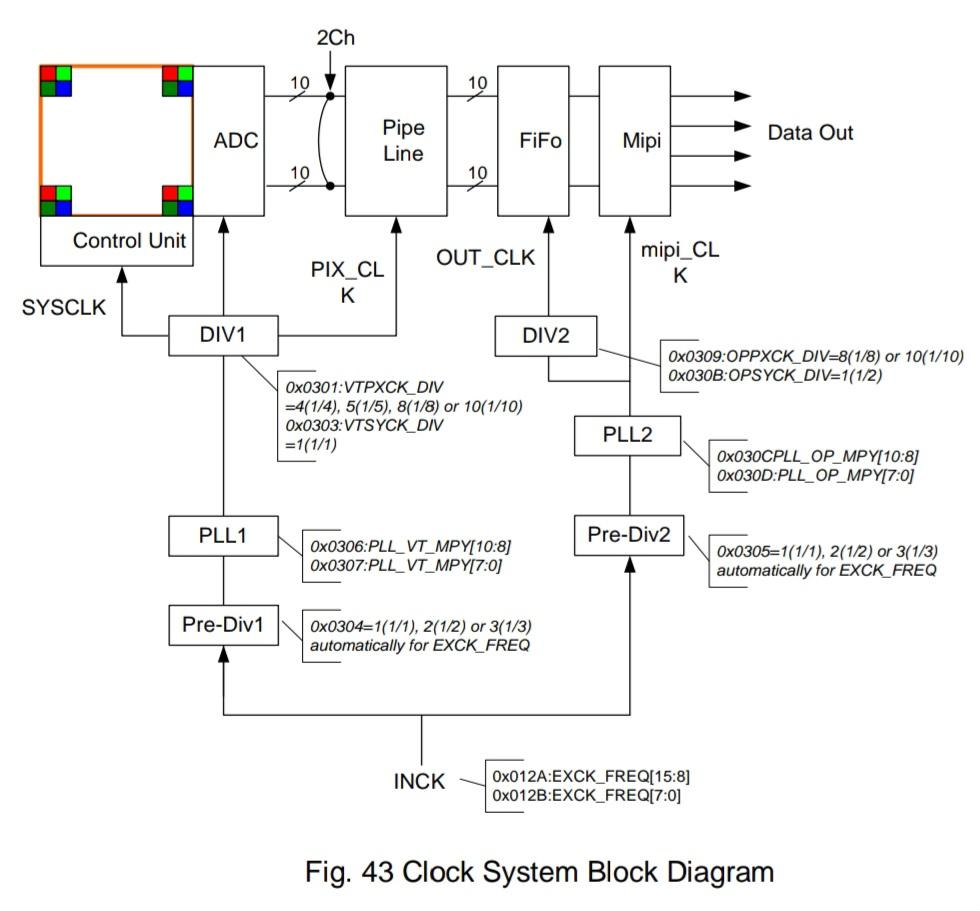 2Ch
10
10
10
10
ADC
Pipe
Line
FiFo
Mipi
Data Out
Control Unit
SYSCLK
PIX_CL
K
OUT_CLK
mipi_CL
K
DIV1
DIV2
0x0309:OPPXCK_DIV=8(1/8) or 10(1/10)
0x030B:OPSYCK_DIV=1(1/2)
0x0301:VTPXCK_DIV
=4(1/4), 5(1/5), 8(1/8) or 10(1/10)
0x0303:VTSYCK_DIV
=1(1/1)
PLL2
0x030CPLL_OP_MPY[10:8]
0x030D:PLL_OP_MPY[7:0]
PLL1
0x0306:PLL_VT_MPY[10:8]
0x0307:PLL_VT_MPY[7:0]
Pre-Div2
0x0305=1(1/1), 2(1/2) or 3(1/3)
automatically for EXCK_FREQ
Pre-Div1
0x0304=1(1/1), 2(1/2) or 3(1/3)
automatically for EXCK_FREQ
INCK
0x012A:EXCK_FREQ[15:8]
0x012B:EXCK_FREQ[7:0]
Fig. 43 Clock System Block Diagram